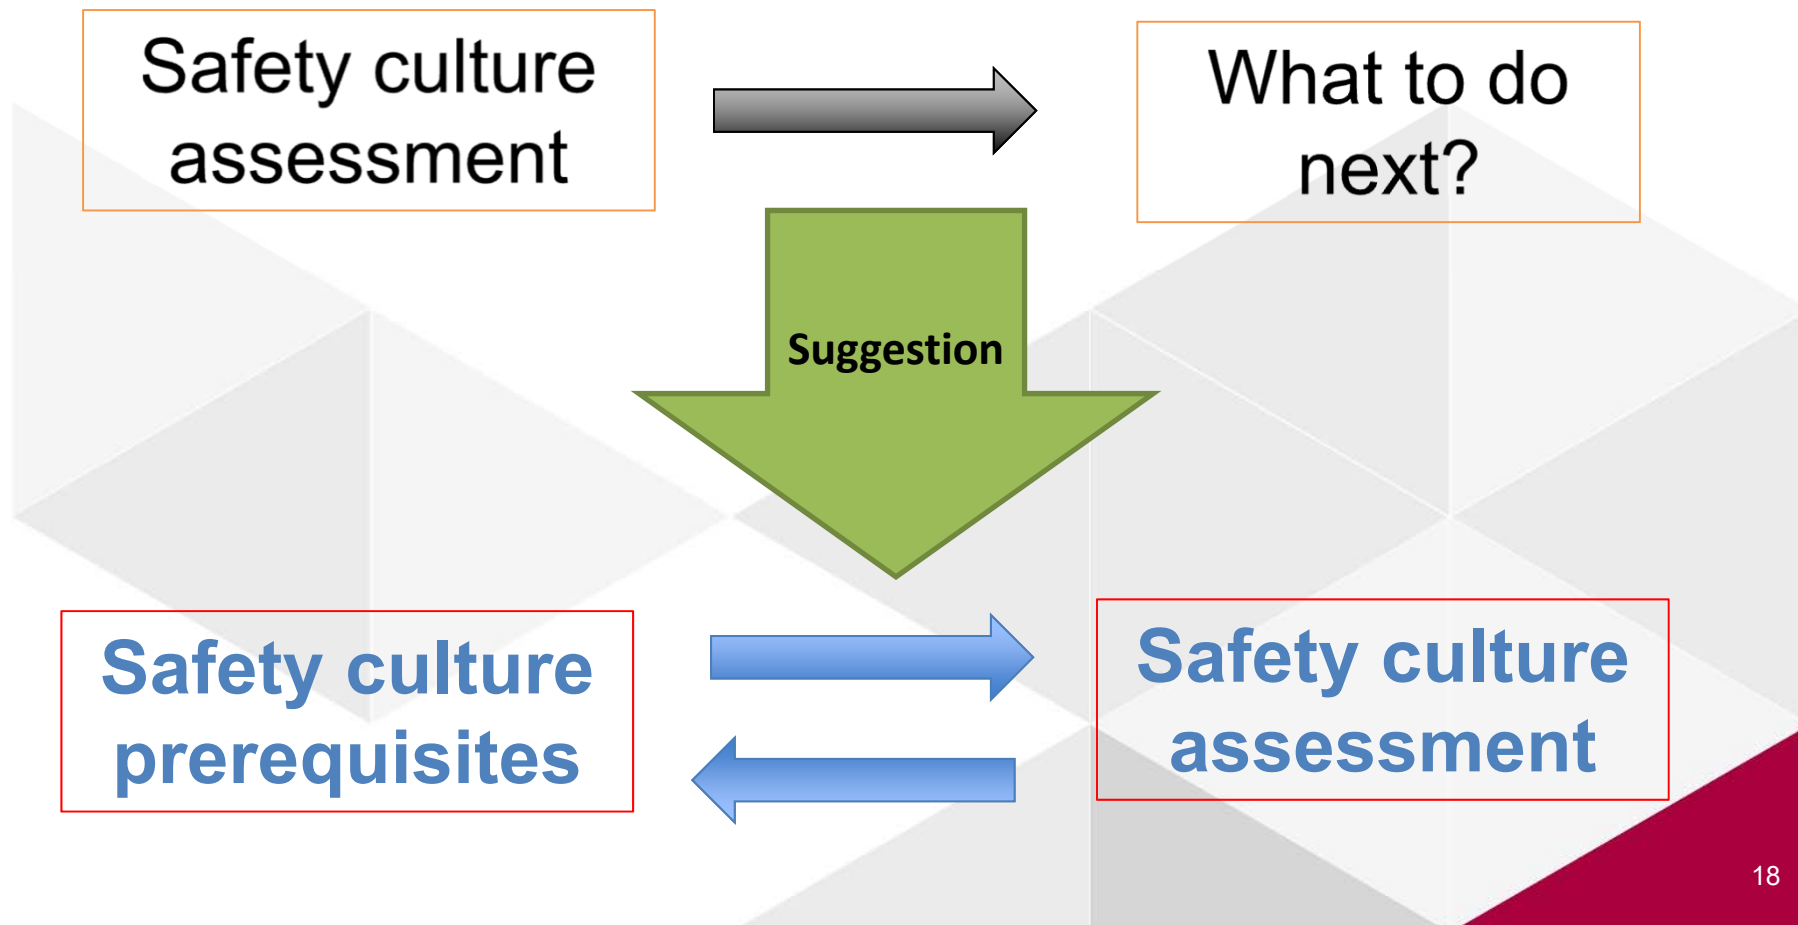 Safety culture
assessment
What to do
next?
Suggestion
Safety culture
prerequisites
Safety culture
assessment
18